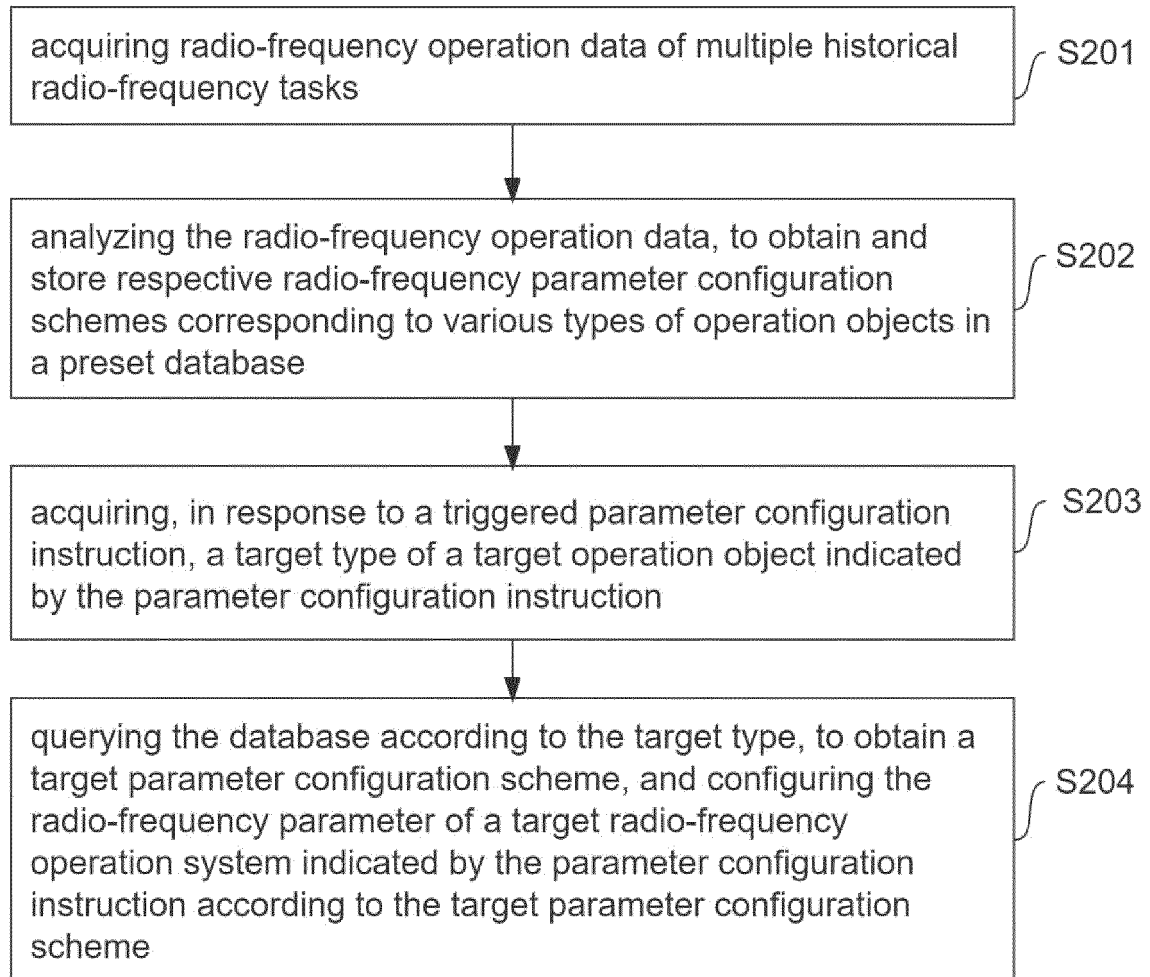 acquiring radio-frequency operation data of multiple historical
radio-frequency tasks
S201
analyzing the radio-frequency operation data, to obtain and
store respective radio-frequency parameter configuration
schemes corresponding to various types of operation objects in
a preset database
S202
acquiring, in response to a triggered parameter configuration
instruction, a target type of a target operation object indicated
by the parameter configuration instruction
S203
querying the database according to the target type, to obtain a
target parameter configuration scheme, and configuring the
radio-frequency parameter of a target radio-frequency
operation system indicated by the parameter configuration
instruction according to the target parameter configuration
scheme
S204